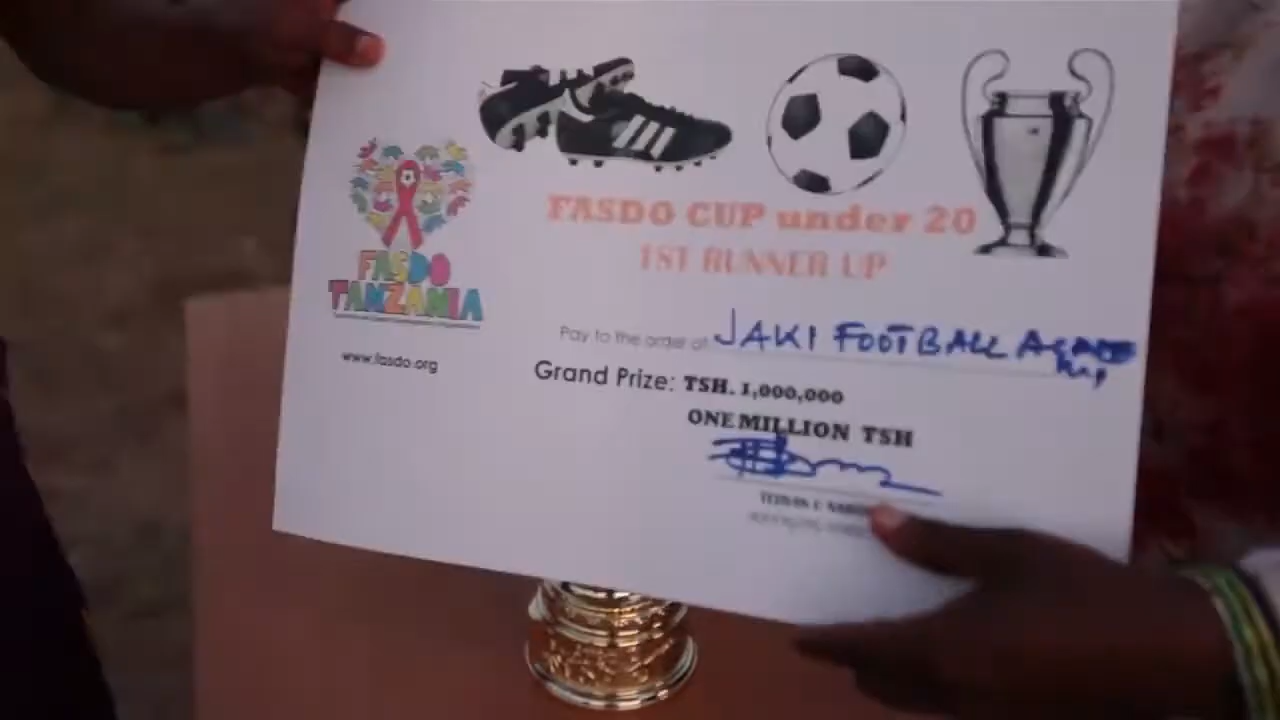 FASDO CUP under 20
1ST RUNNER UP
FASDO
TANZANIA
www.fasdo.org
Pay to the order of JAKI FOOTBALL
Grand Prize: TSH. 1,000,000
ONE MILLION TSH